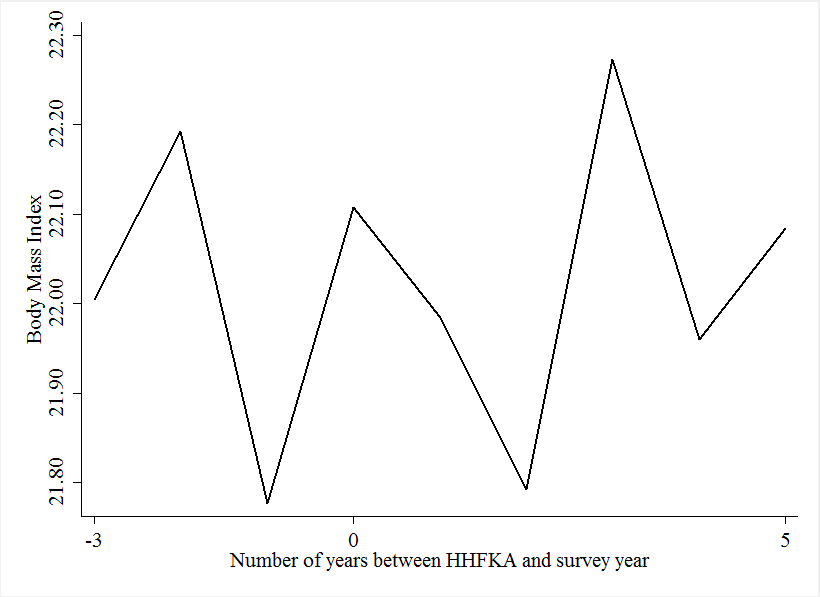 22.30
22.20
22.10
22.00
21.90
21.80
Body Mass Index
-3 0 5
Number of years between HHFKA and survey year